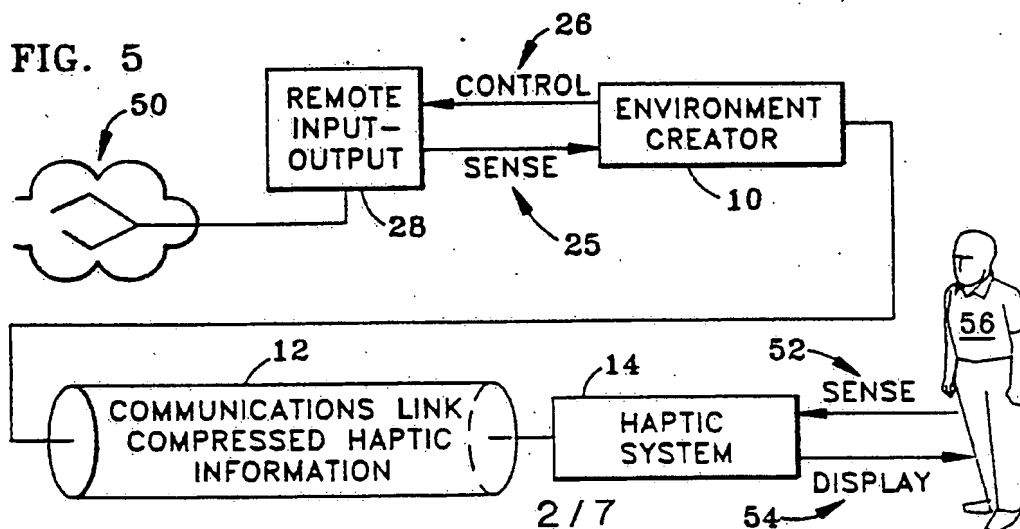 FIG. 5
50
REMOTE
INPUT-
OUTPUT
28
26
CONTROL
SENSE
25
ENVIRONMENT
CREATOR
10
12
COMMUNICATIONS LINK
COMPRESSED HAPTIC
INFORMATION
14
HAPTIC
SYSTEM
52
SENSE
DISPLAY
54
56
2/7